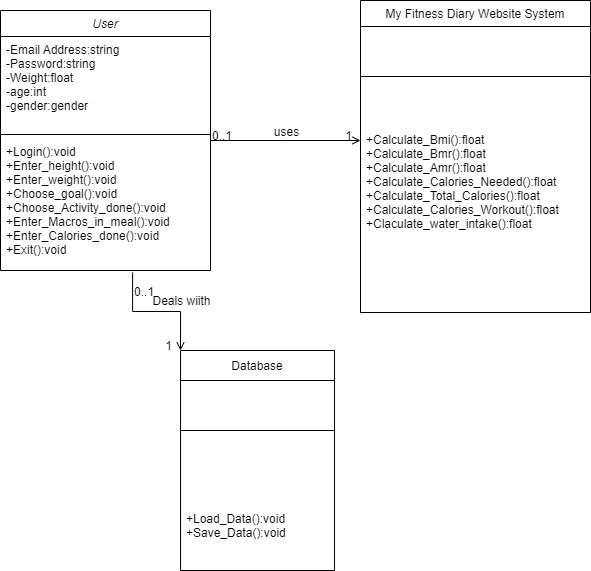 User
-Email Address:string
-Password:string
-Weight:float
-age:int
-gender:gender
+Login():void
+Enter_height():void
+Enter_weight():void
+Choose_goal():void
+Choose_Activity_done():void
+Enter_Macros_in_meal():void
+Enter_Calories_done():void
+Exit():void
0..1
uses
1
My Fitness Diary Website System
+Calculate_Bmi():float
+Calculate_Bmr():float
+Calculate_Amr():float
+Calculate_Calories_Needed():float
+Calculate_Total_Calories():float
+Calculate_Calories_Workout():float
+Claculate_water_intake():float
0..1
Deals wiith
1
Database
+Load_Data():void
+Save_Data():void